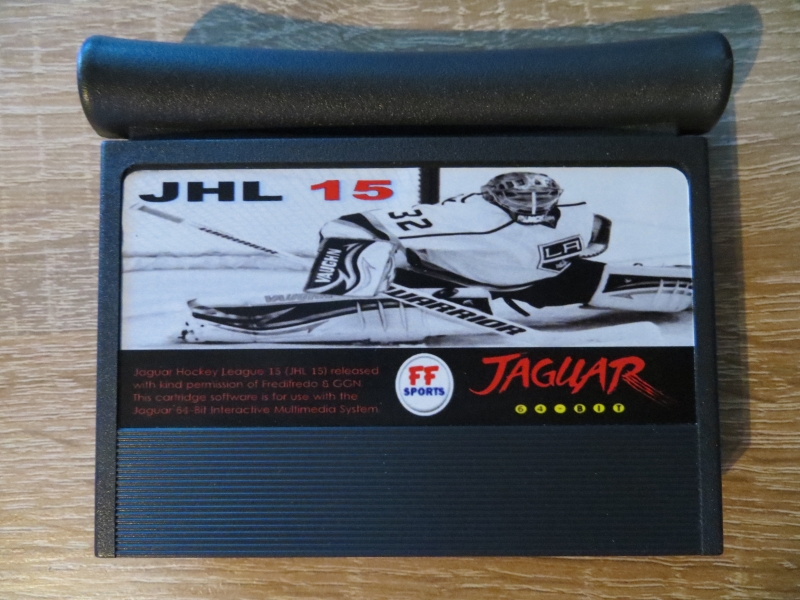 JHL 15
32
LA
VAUGHN
WARRIOR
Jaguar Hockey League 15 (JHL 15) released
with kind permission of Fredifredo & GGN.
This cartridge software is for use with the
Jaguar 64-Bit Interactive Multimedia System.
FF
SPORTS
JAGUAR
64-BIT